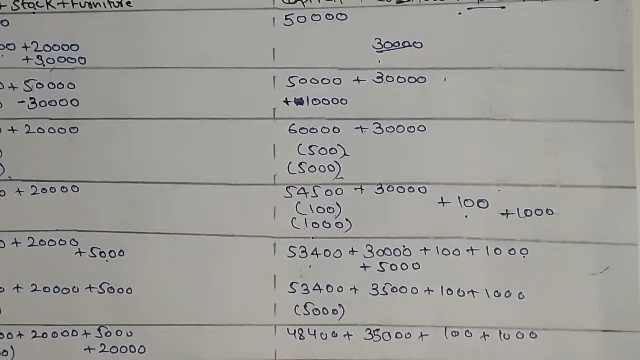 + Stock + Furniture
50000
+20000 30000
+30000
+ 50000 50000 + 30000
-30000 +10000
+ 20000 60000 + 30000
(500)
(5000)
+ 20000 54500 + 30000 + 100 + 1000
(100)
(1000)
+ 20000 53400 + 30000 + 100 + 1000
+5000 + 5000
+ 20000 +5000 53400 + 35000 + 100 + 1000
(5000)
+ 20000 + 5000 48400 + 35000 + 100 + 1000
+ 20000